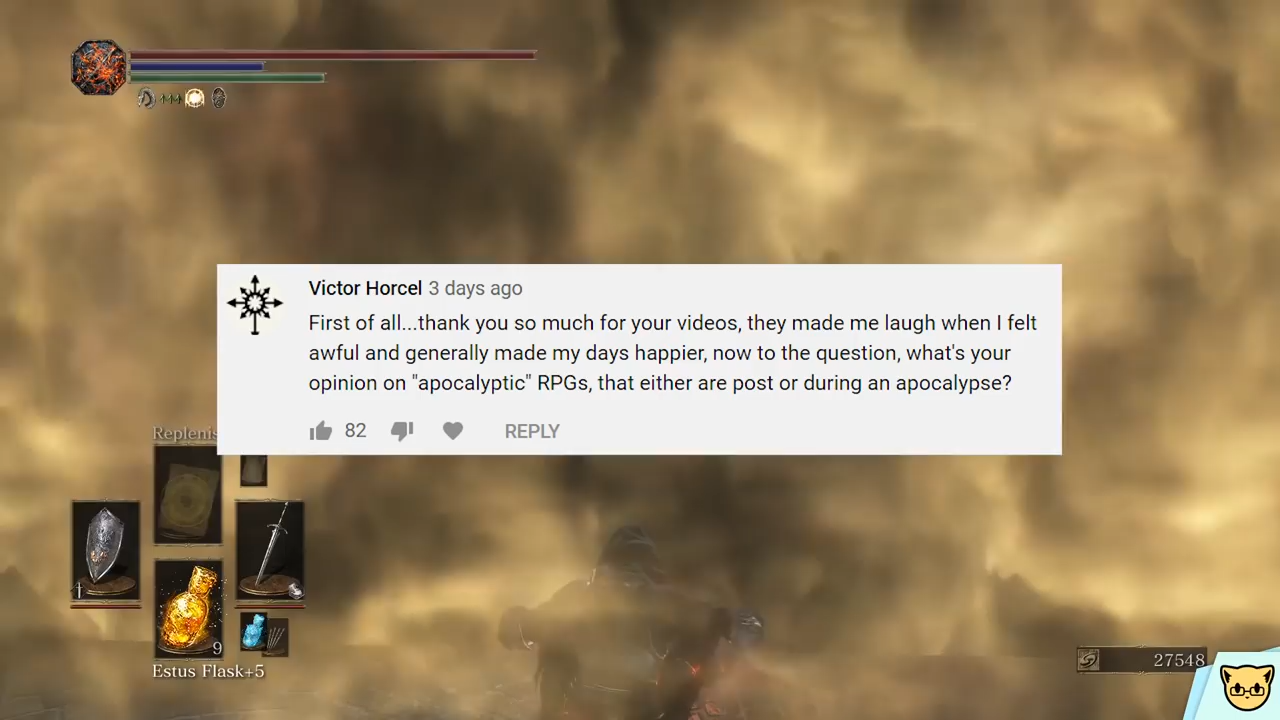 Victor Horcel 3 days ago
First of all...thank you so much for your videos, they made me laugh when I felt
awful and generally made my days happier, now to the question, what's your
opinion on "apocalyptic" RPGs, that either are post or during an apocalypse?
82 REPLY
Replenis
9
Estus Flask+5
27548